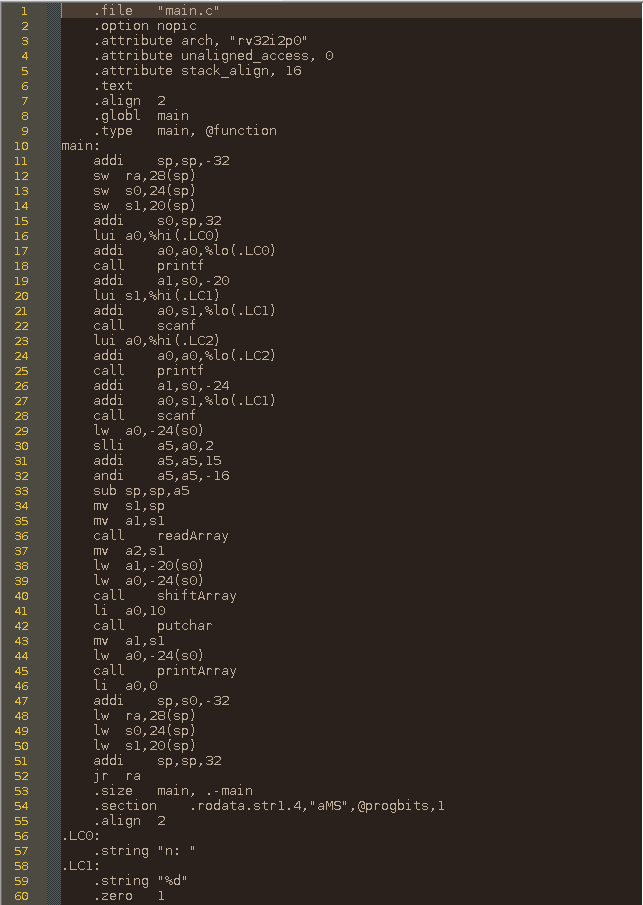 1 .file "main.c"
2 .option nopic
3 .attribute arch, "rv32i2p0"
4 .attribute unaligned_access, 0
5 .attribute stack_align, 16
6 .text
7 .align 2
8 .globl main
9 .type main, @function
10 main:
11 addi sp,sp,-32
12 sw ra,28(sp)
13 sw s0,24(sp)
14 sw s1,20(sp)
15 addi s0,sp,32
16 lui a0,%hi(.LC0)
17 addi a0,a0,%lo(.LC0)
18 call printf
19 addi a1,s0,-20
20 lui s1,%hi(.LC1)
21 addi a0,s1,%lo(.LC1)
22 call scanf
23 lui a0,%hi(.LC2)
24 addi a0,a0,%lo(.LC2)
25 call printf
26 addi a1,s0,-24
27 addi a0,s1,%lo(.LC1)
28 call scanf
29 lw a0,-24(s0)
30 slli a5,a0,2
31 addi a5,a5,15
32 andi a5,a5,-16
33 sub sp,sp,a5
34 mv s1,sp
35 mv a1,s1
36 call readArray
37 mv a2,s1
38 lw a1,-20(s0)
39 lw a0,-24(s0)
40 call shiftArray
41 li a0,10
42 call putchar
43 mv a1,s1
44 lw a0,-24(s0)
45 call printArray
46 li a0,0
47 addi sp,s0,-32
48 lw ra,28(sp)
49 lw s0,24(sp)
50 lw s1,20(sp)
51 addi sp,sp,32
52 jr ra
53 .size main, .-main
54 .section .rodata.str1.4,"aMS",@progbits,1
55 .align 2
56 .LC0:
57 .string "n: "
58 .LC1:
59 .string "%d"
60 .zero 1